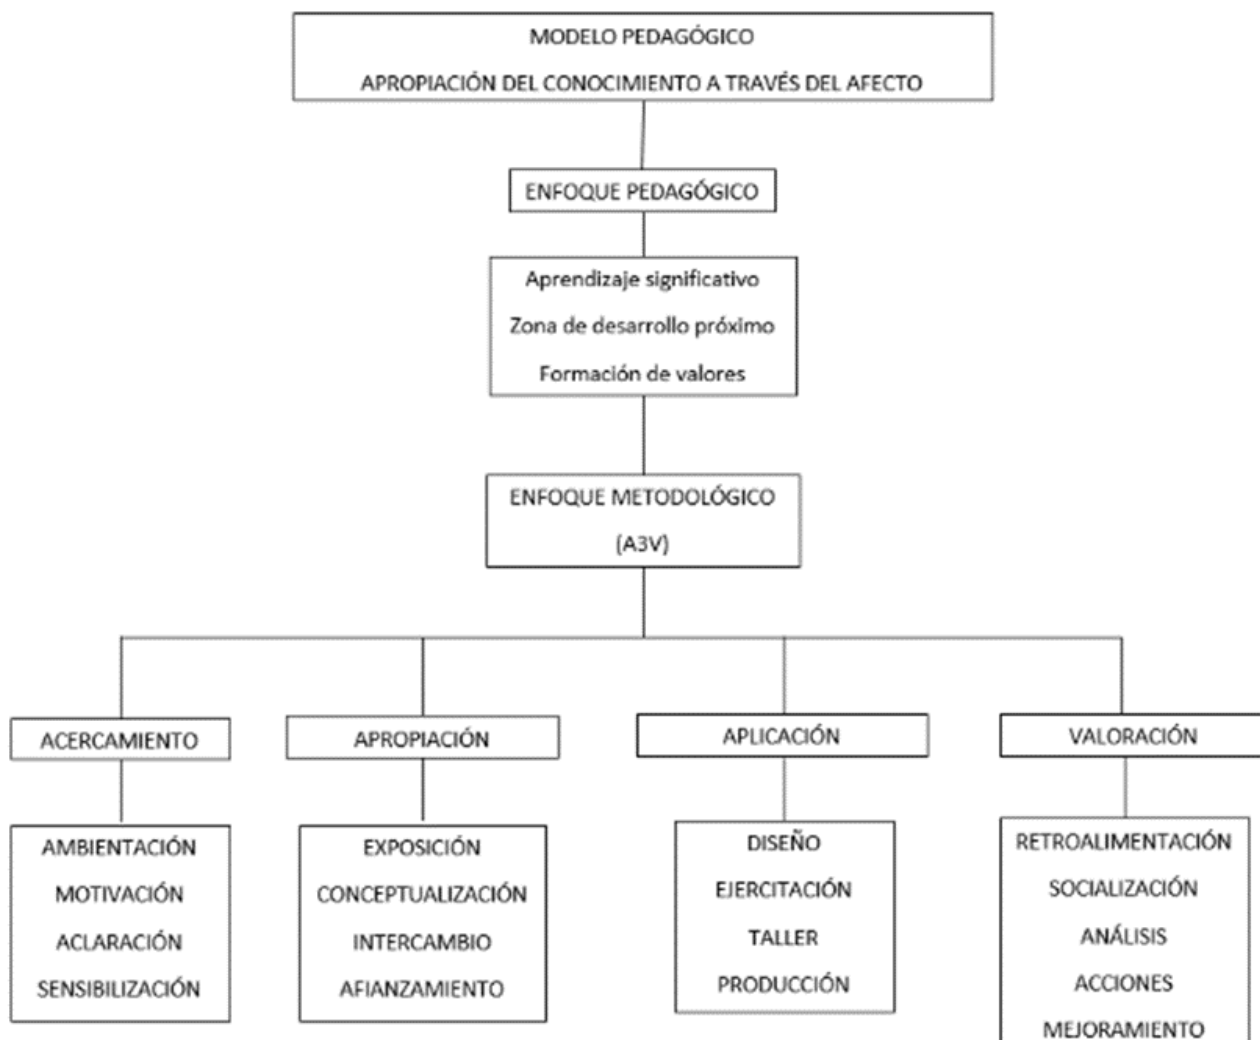 MODELO PEDAGÓGICO
APROPIACIÓN DEL CONOCIMIENTO A TRAVÉS DEL AFECTO
ENFOQUE PEDAGÓGICO
Aprendizaje significativo
Zona de desarrollo próximo
Formación de valores
ENFOQUE METODOLÓGICO
(A3V)
ACERCAMIENTO
AMBIENTACIÓN
MOTIVACIÓN
ACLARACIÓN
SENSIBILIZACIÓN
APROPIACIÓN
EXPOSICIÓN
CONCEPTUALIZACIÓN
INTERCAMBIO
AFIANZAMIENTO
APLICACIÓN
DISEÑO
EJERCITACIÓN
TALLER
PRODUCCIÓN
VALORACIÓN
RETROALIMENTACIÓN
SOCIALIZACIÓN
ANÁLISIS
ACCIONES
MEJORAMIENTO